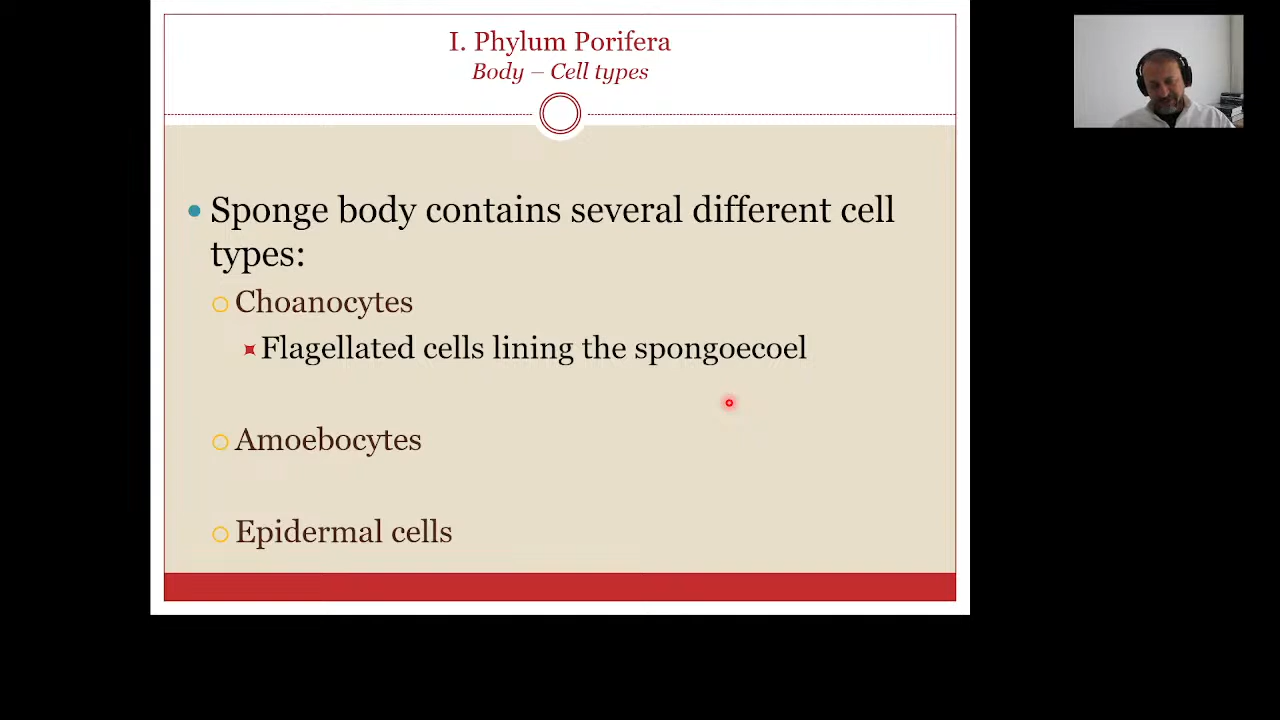 I. Phylum Porifera
Body – Cell types
Sponge body contains several different cell
types:
Choanocytes
Flagellated cells lining the spongoecoel
Amoebocytes
Epidermal cells